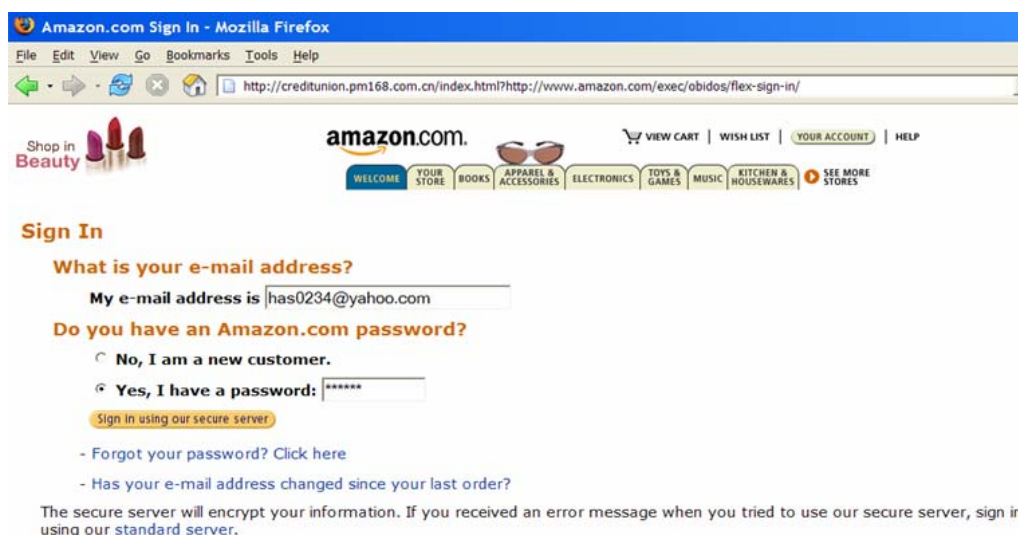 Amazon.com Sign In - Mozilla Firefox
File Edit View Go Bookmarks Tools Help
http://creditunion.pm168.com.cn/index.html?http://www.amazon.com/exec/obidos/flex-sign-in/
Shop in
Beauty
amazon.com.
VIEW CART | WISH LIST | YOUR ACCOUNT | HELP
WELCOME YOUR STORE BOOKS APPAREL & ACCESSORIES ELECTRONICS TOYS & GAMES MUSIC KITCHEN & HOUSEWARES SEE MORE STORES
Sign In
What is your e-mail address?
My e-mail address is has0234@yahoo.com
Do you have an Amazon.com password?
No, I am a new customer.
Yes, I have a password: ******
Sign in using our secure server
- Forgot your password? Click here
- Has your e-mail address changed since your last order?
The secure server will encrypt your information. If you received an error message when you tried to use our secure server, sign in
using our standard server.